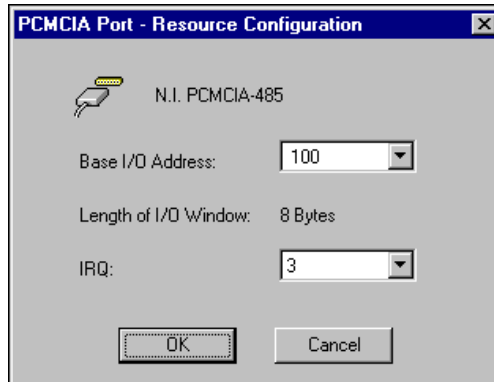 PCMCIA Port - Resource Configuration
N.I. PCMCIA-485
Base I/O Address: 100
Length of I/O Window: 8 Bytes
IRQ: 3
OK Cancel